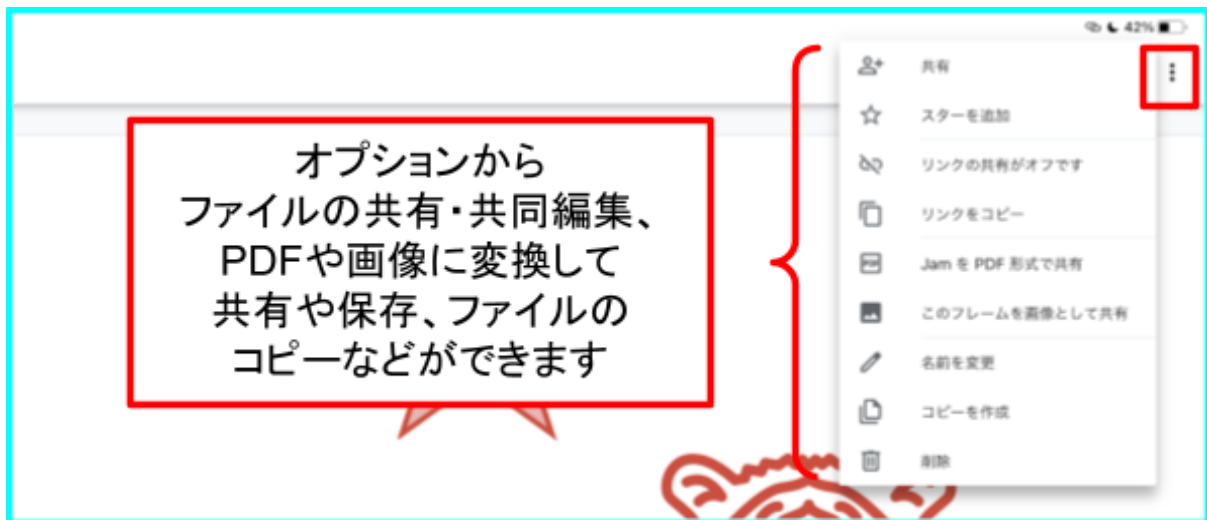 42%
共有
スターを追加
リンクの共有がオフです
リンクをコピー
Jam を PDF 形式で共有
このフレームを画像として共有
名前を変更
コピーを作成
削除
オプションから
ファイルの共有・共同編集、
PDFや画像に変換して
共有や保存、ファイルの
コピーなどができます